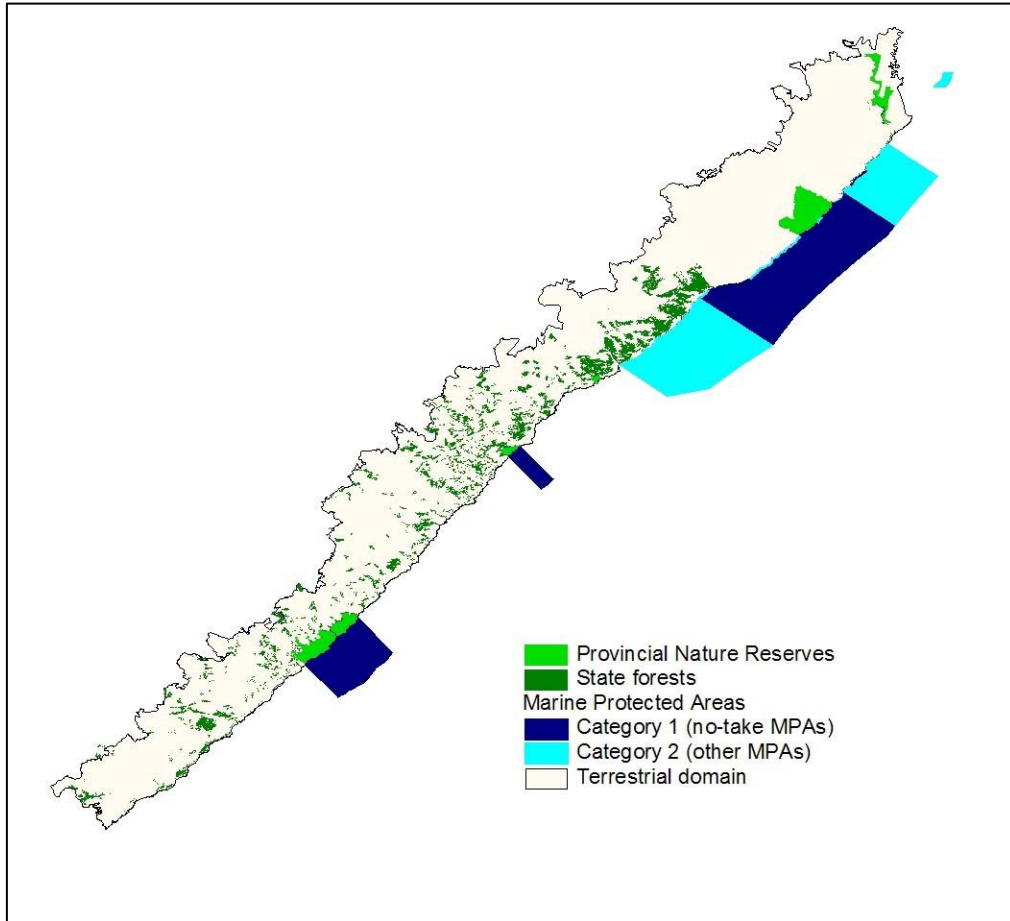 Provincial Nature Reserves
State forests
Marine Protected Areas
Category 1 (no-take MPAs)
Category 2 (other MPAs)
Terrestrial domain